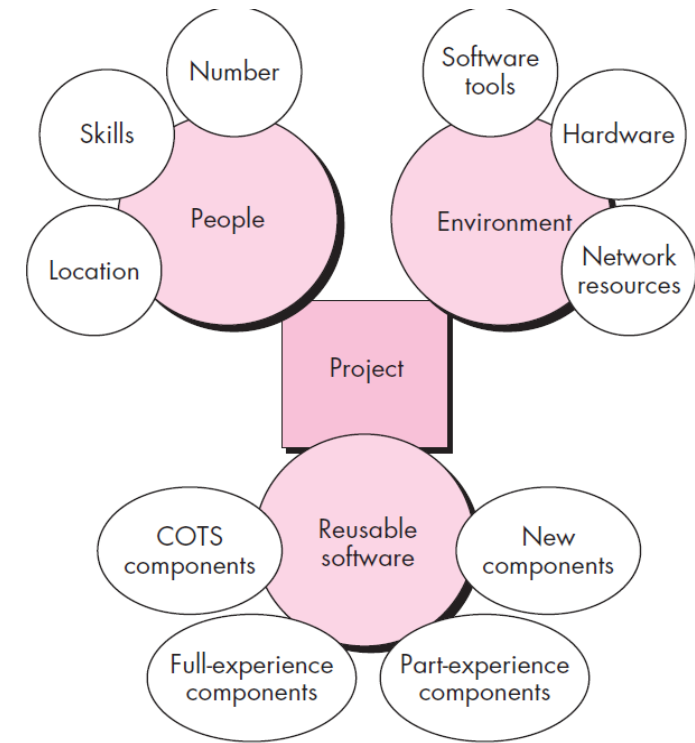 Number
Skills
People
Location
Software
tools
Hardware
Environment
Network
resources
Project
COTS
components
Reusable
software
New
components
Full-experience
components
Part-experience
components